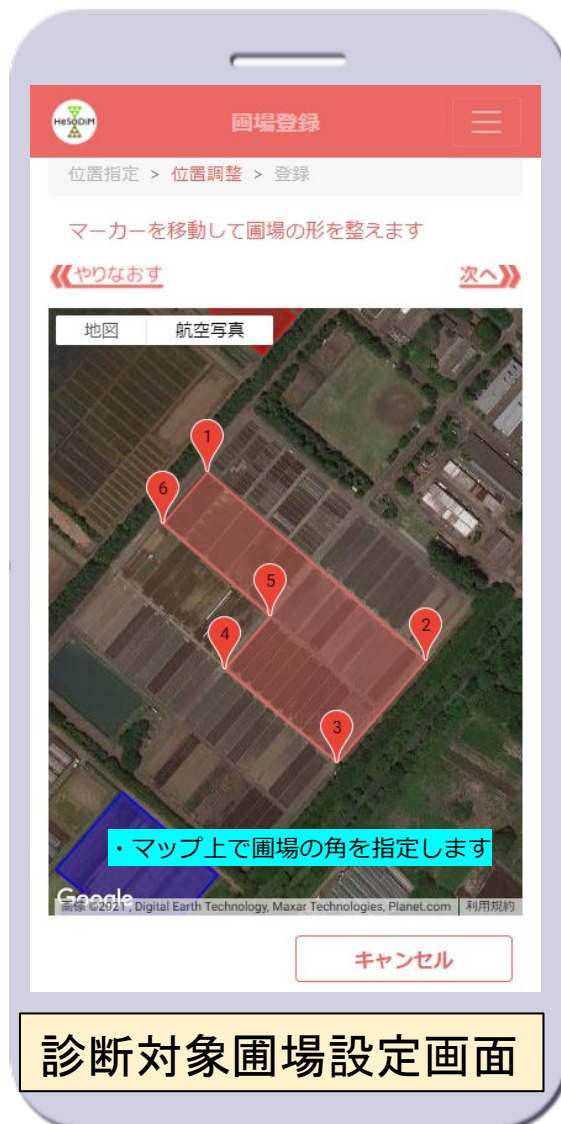 HeSoDiM
圃場登録
位置指定 > 位置調整 > 登録
マーカーを移動して圃場の形を整えます
《やりなおす
次へ》
地図
航空写真
1
6
5
2
4
3
・マップ上で圃場の角を指定します
Google
画像 ©2021 , Digital Earth Technology, Maxar Technologies, Planet.com
利用規約
キャンセル
診断対象圃場設定画面